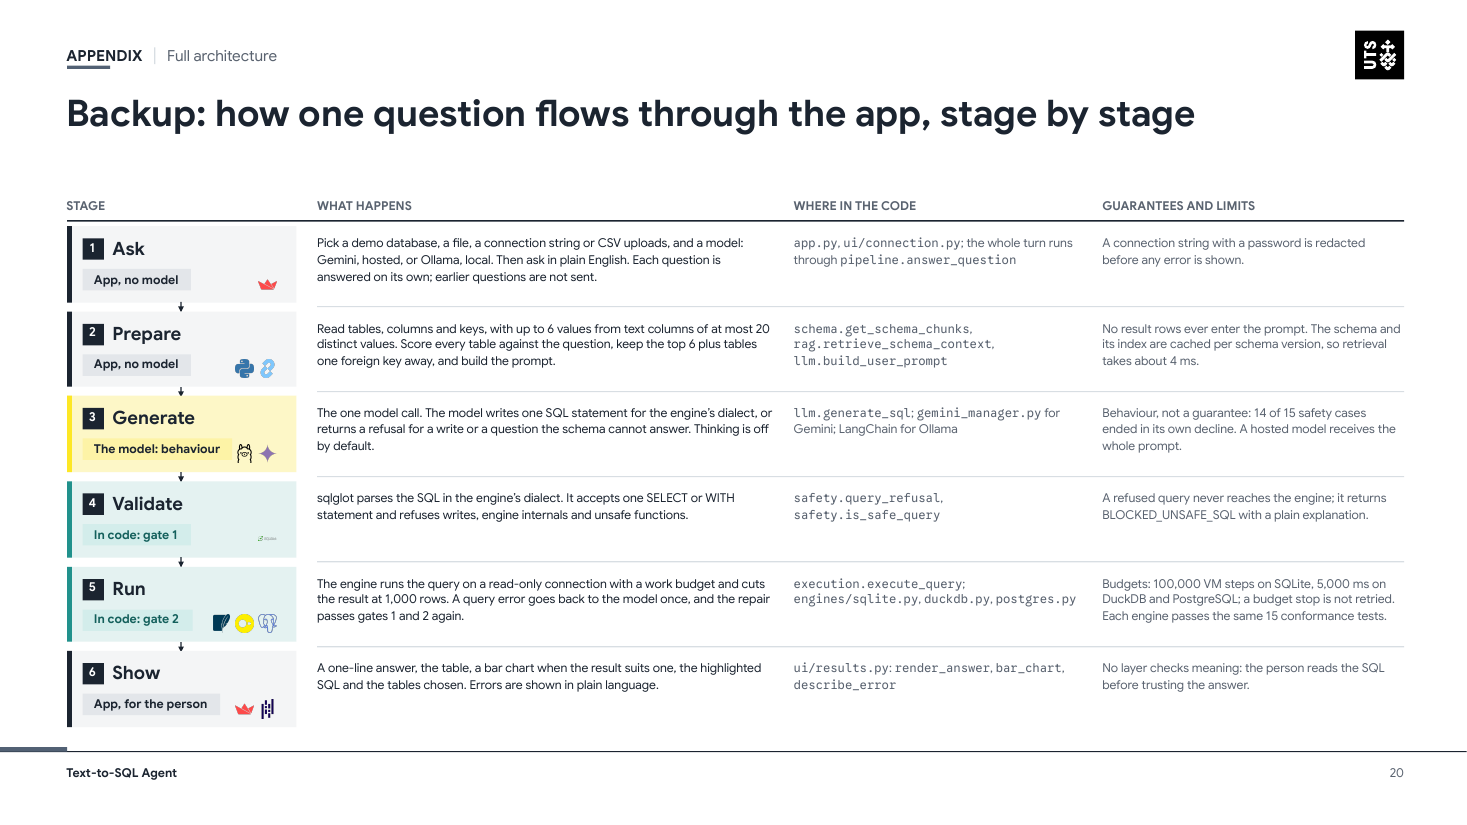 APPENDIX | Full architecture
UTS
Backup: how one question flows through the app, stage by stage
STAGE
WHAT HAPPENS
WHERE IN THE CODE
GUARANTEES AND LIMITS
1 Ask
App, no model
Pick a demo database, a file, a connection string or CSV uploads, and a model:
Gemini, hosted, or Ollama, local. Then ask in plain English. Each question is
answered on its own; earlier questions are not sent.
app.py, ui/connection.py; the whole turn runs
through pipeline.answer_question
A connection string with a password is redacted
before any error is shown.
2 Prepare
App, no model
Read tables, columns and keys, with up to 6 values from text columns of at most 20
distinct values. Score every table against the question, keep the top 6 plus tables
one foreign key away, and build the prompt.
schema.get_schema_chunks,
rag.retrieve_schema_context,
llm.build_user_prompt
No result rows ever enter the prompt. The schema and
its index are cached per schema version, so retrieval
takes about 4 ms.
3 Generate
The model: behaviour
The one model call. The model writes one SQL statement for the engine's dialect, or
returns a refusal for a write or a question the schema cannot answer. Thinking is off
by default.
llm.generate_sql; gemini_manager.py for
Gemini; LangChain for Ollama
Behaviour, not a guarantee: 14 of 15 safety cases
ended in its own decline. A hosted model receives the
whole prompt.
4 Validate
In code: gate 1
sqlglot parses the SQL in the engine's dialect. It accepts one SELECT or WITH
statement and refuses writes, engine internals and unsafe functions.
safety.query_refusal,
safety.is_safe_query
A refused query never reaches the engine; it returns
BLOCKED_UNSAFE_SQL with a plain explanation.
5 Run
In code: gate 2
The engine runs the query on a read-only connection with a work budget and cuts
the result at 1,000 rows. A query error goes back to the model once, and the repair
passes gates 1 and 2 again.
execution.execute_query;
engines/sqlite.py, duckdb.py, postgres.py
Budgets: 100,000 VM steps on SQLite, 5,000 ms on
DuckDB and PostgreSQL; a budget stop is not retried.
Each engine passes the same 15 conformance tests.
6 Show
App, for the person
A one-line answer, the table, a bar chart when the result suits one, the highlighted
SQL and the tables chosen. Errors are shown in plain language.
ui/results.py: render_answer, bar_chart,
describe_error
No layer checks meaning: the person reads the SQL
before trusting the answer.
Text-to-SQL Agent
20